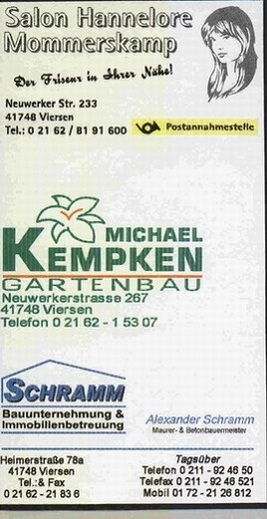 Salon Hannelore
Mommerskamp
Der Friseur in Ihrer Nähe!
Neuwerker Str. 233
41748 Viersen
Tel.: 0 21 62 / 81 91 600
Postannahmestelle
MICHAEL
KEMPKEN
GARTENBAU
Neuwerkerstrasse 267
41748 Viersen
Telefon 0 21 62 - 1 53 07
SCHRAMM
Bauunternehmung &
Immobilienbetreuung
Alexander Schramm
Maurer- & Betonbauermeister
Heimerstraße 78a
41748 Viersen
Tel.:& Fax
0 21 62 - 21 83 6
Tagsüber
Telefon 0 211 - 92 46 50
Telefax 0 211 - 92 46 521
Mobil 01 72 - 21 26 812